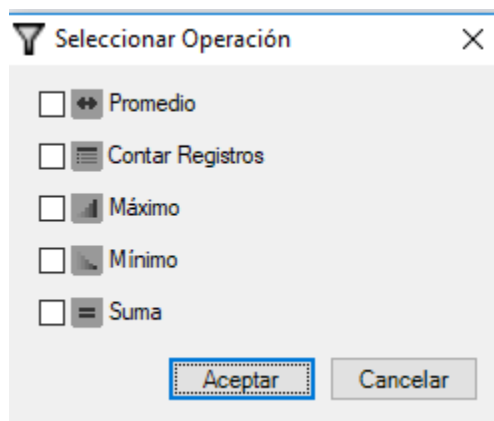 Seleccionar Operación
Promedio
Contar Registros
Máximo
Mínimo
Suma
Aceptar Cancelar